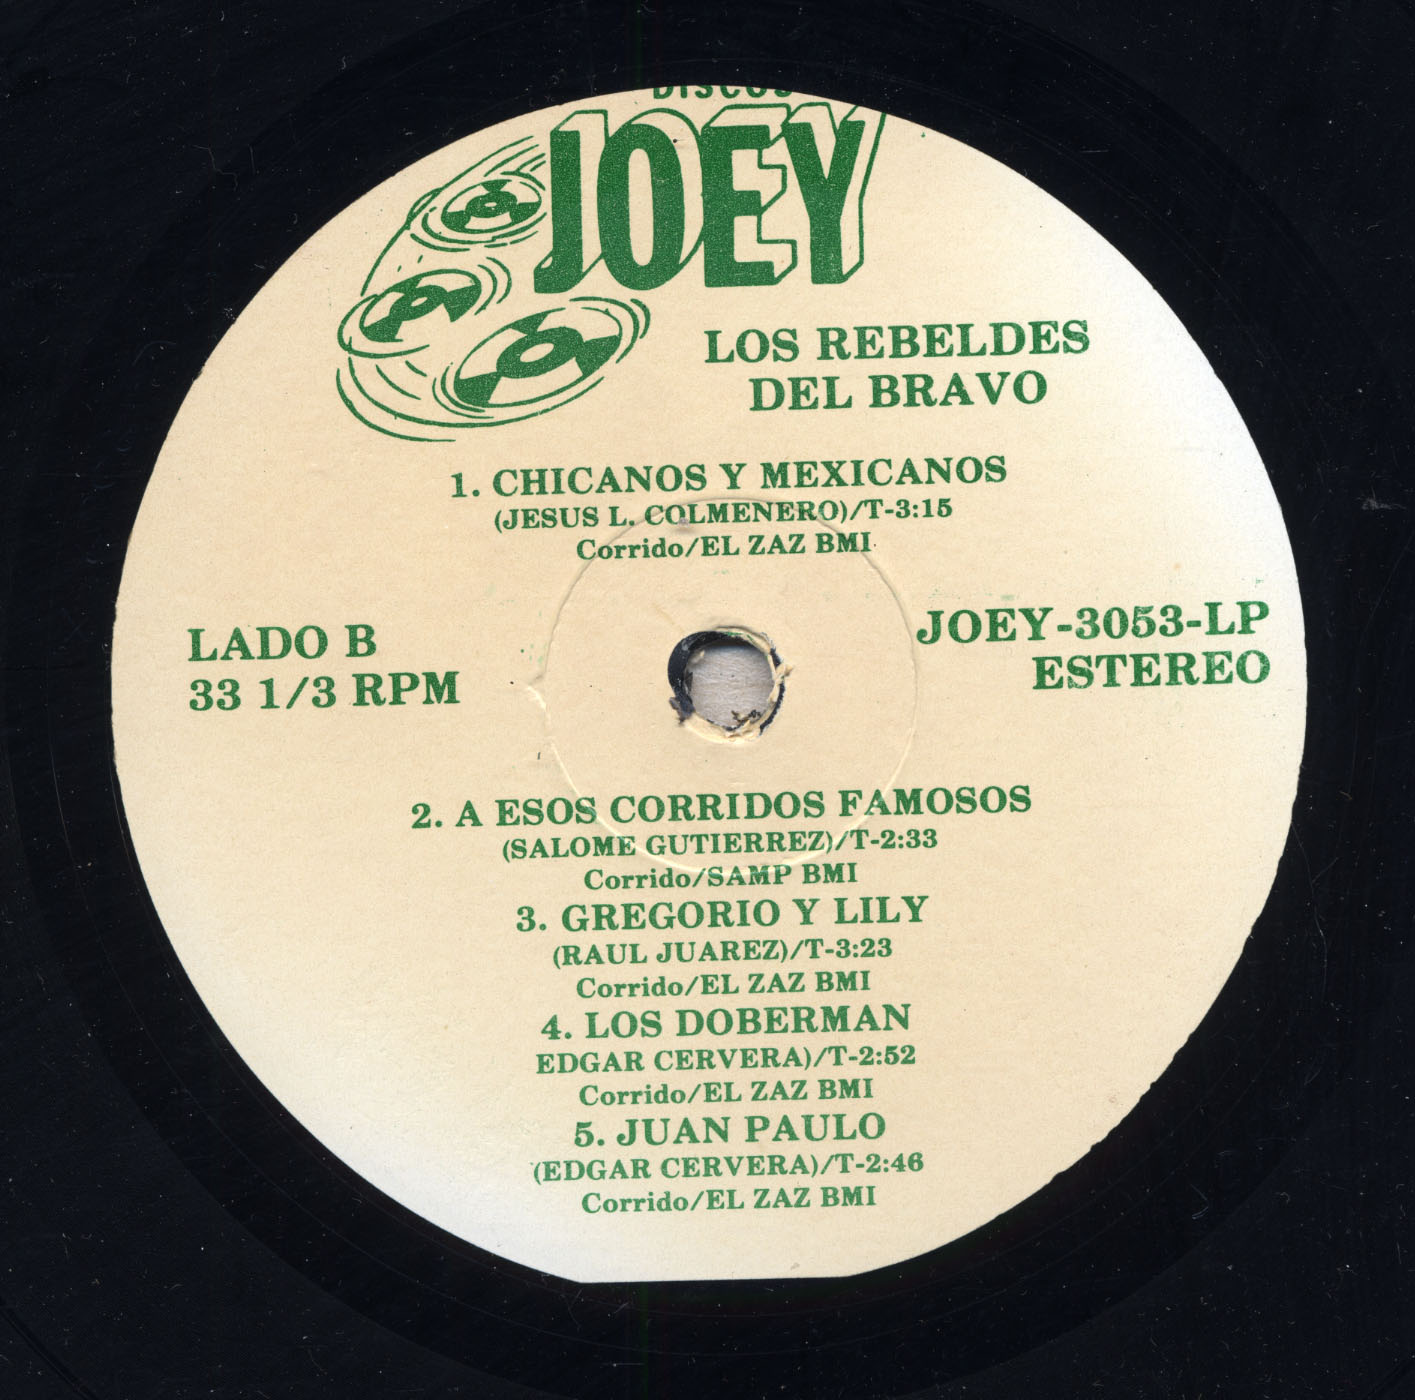 DISCOS
JOEY
LOS REBELDES
DEL BRAVO
1. CHICANOS Y MEXICANOS
(JESUS L. COLMENERO)/T-3:15
Corrido/EL ZAZ BMI
LADO B
33 1/3 RPM
JOEY-3053-LP
ESTEREO
2. A ESOS CORRIDOS FAMOSOS
(SALOME GUTIERREZ)/T-2:33
Corrido/SAMP BMI
3. GREGORIO Y LILY
(RAUL JUAREZ)/T-3:23
Corrido/EL ZAZ BMI
4. LOS DOBERMAN
EDGAR CERVERA)/T-2:52
Corrido/EL ZAZ BMI
5. JUAN PAULO
(EDGAR CERVERA)/T-2:46
Corrido/EL ZAZ BMI